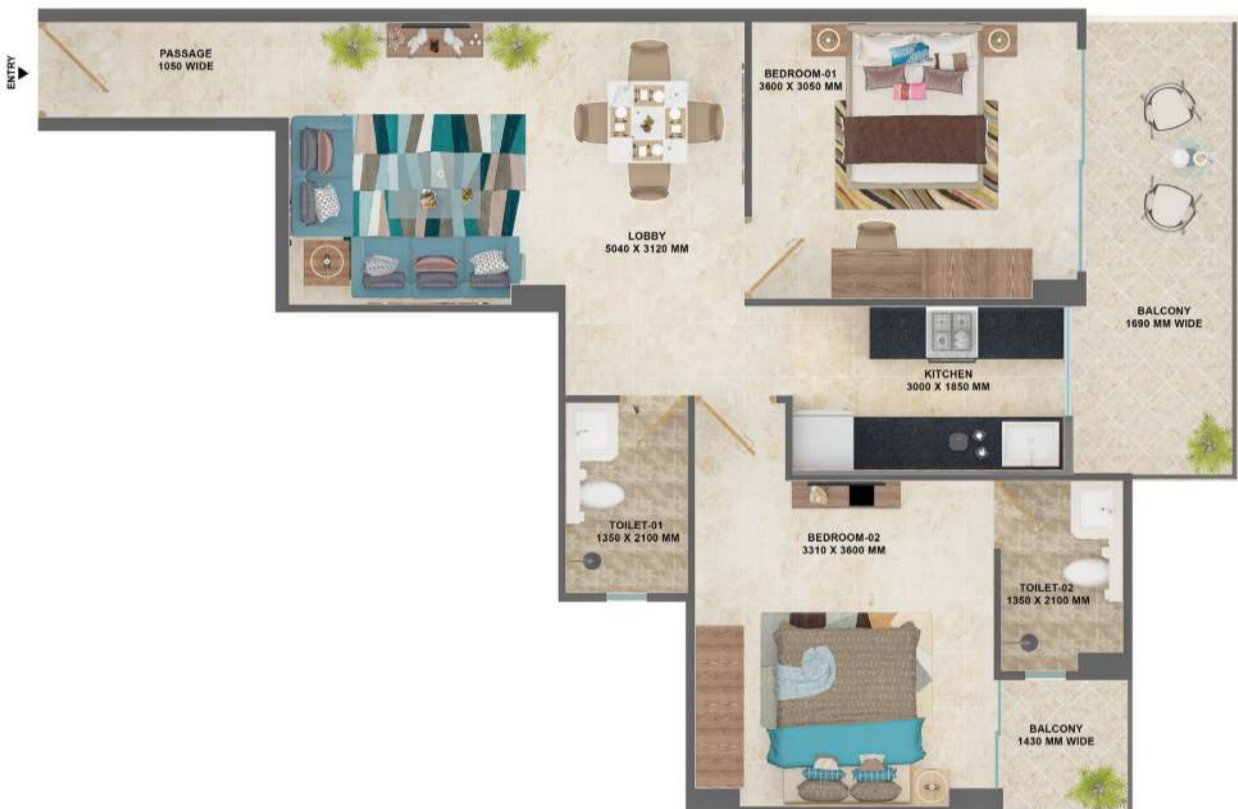 ENTRY
PASSAGE
1050 WIDE
BEDROOM-01
3600 X 3050 MM
LOBBY
5040 X 3120 MM
BALCONY
1690 MM WIDE
KITCHEN
3000 X 1850 MM
TOILET-01
1350 X 2100 MM
BEDROOM-02
3310 X 3600 MM
TOILET-02
1350 X 2100 MM
BALCONY
1430 MM WIDE